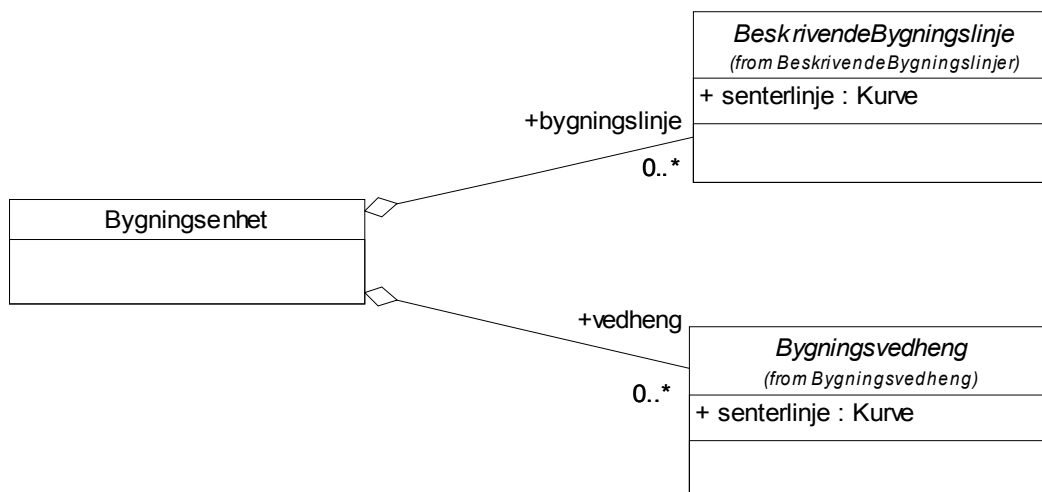 BeskrivendeBygningslinje
(from BeskrivendeBygningslinjer)
+ senterlinje : Kurve
+bygningslinje
0..*
Bygningsenhet
+vedheng
0..*
Bygningsvedheng
(from Bygningsvedheng)
+ senterlinje : Kurve